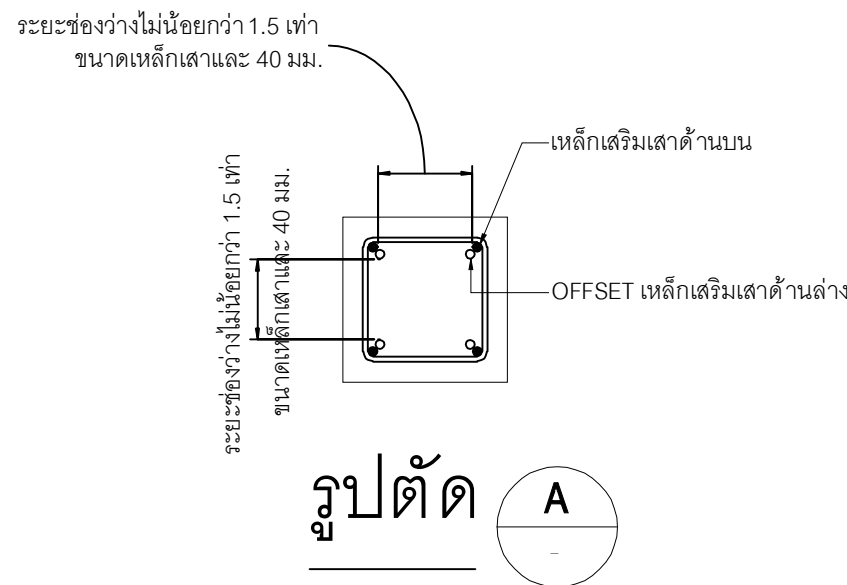 ระยะช่องว่างไม่น้อยกว่า 1.5 เท่า
ขนาดเหล็กเสาและ 40 มม.
เหล็กเสริมเสาด้านบน
ระยะช่องว่างไม่น้อยกว่า 1.5 เท่า
ขนาดเหล็กเสาและ 40 มม.
OFFSET เหล็กเสริมเสาด้านล่าง
รูปตัด
A
-